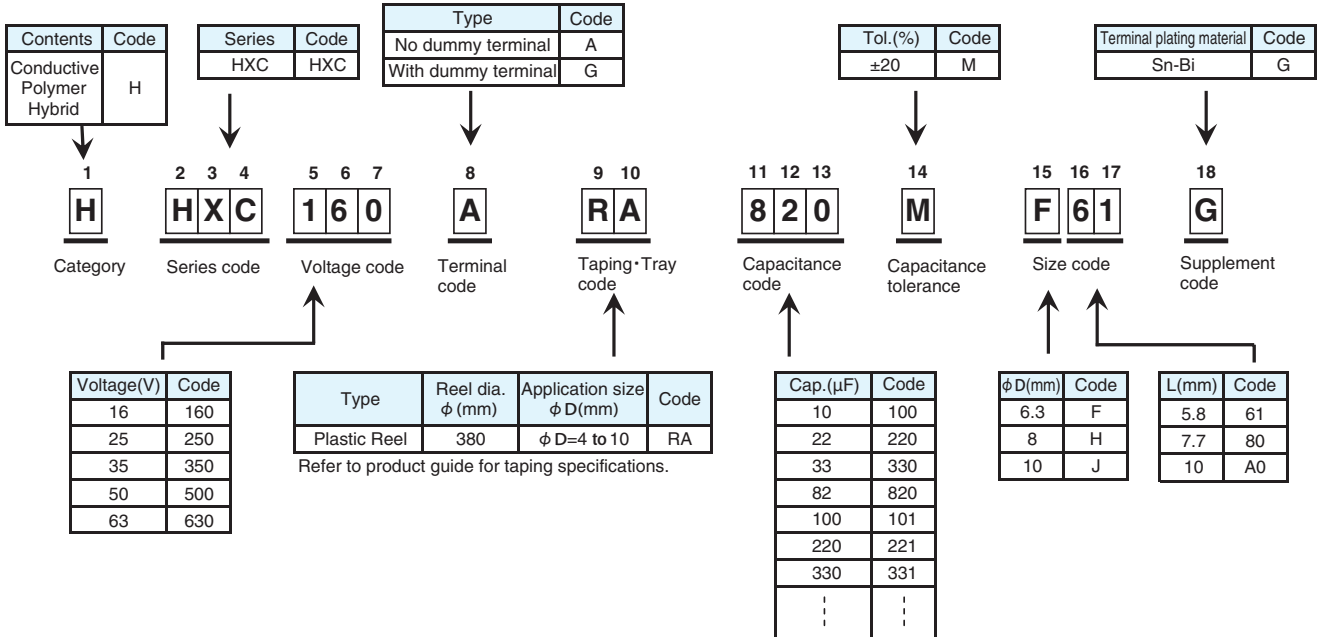 Contents Code
Conductive Polymer Hybrid H
Series Code
HXC HXC
Type Code
No dummy terminal A
With dummy terminal G
Tol.(%) Code
±20 M
Terminal plating material Code
Sn-Bi G
1 2 3 4 5 6 7 8 9 10 11 12 13 14 15 16 17 18
H H X C 1 6 0 A R A 8 2 0 M F 6 1 G
Category
Series code
Voltage code
Terminal
code
Taping・Tray
code
Capacitance
code
Capacitance
tolerance
Size code
Supplement
code
Voltage(V) Code
16 160
25 250
35 350
50 500
63 630
Type Reel dia. ϕ (mm) Application size ϕ D(mm) Code
Plastic Reel 380 ϕ D=4 to 10 RA
Refer to product guide for taping specifications.
Cap.(µF) Code
10 100
22 220
33 330
82 820
100 101
220 221
330 331
ϕ D(mm) Code
6.3 F
8 H
10 J
L(mm) Code
5.8 61
7.7 80
10 A0